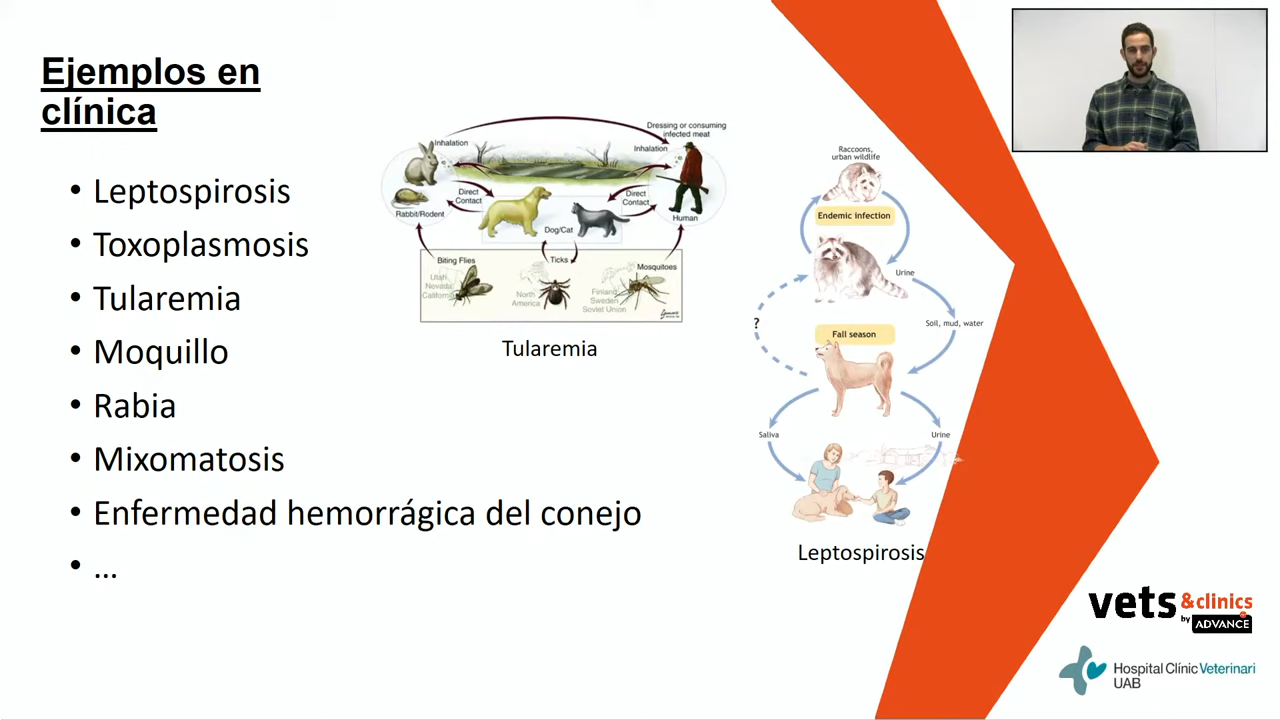 Ejemplos en
clínica
• Leptospirosis
• Toxoplasmosis
• Tularemia
• Moquillo
• Rabia
• Mixomatosis
• Enfermedad hemorrágica del conejo
• ...
Dressing or consuming
infected meat
Inhalation
Inhalation
Direct
Contact
Direct
Contact
Rabbit/Rodent
Dog/Cat
Human
Biting Flies
Ticks
Mosquitoes
Utah
Nevada
California
North
America
Finland
Sweden
Soviet Union
Tularemia
Raccoons,
urban wildlife
Endemic infection
Urine
?
Soil, mud, water
Fall season
Saliva
Urine
Leptospirosis
vets &clinics
by ADVANCE
Hospital Clínic Veterinari
UAB